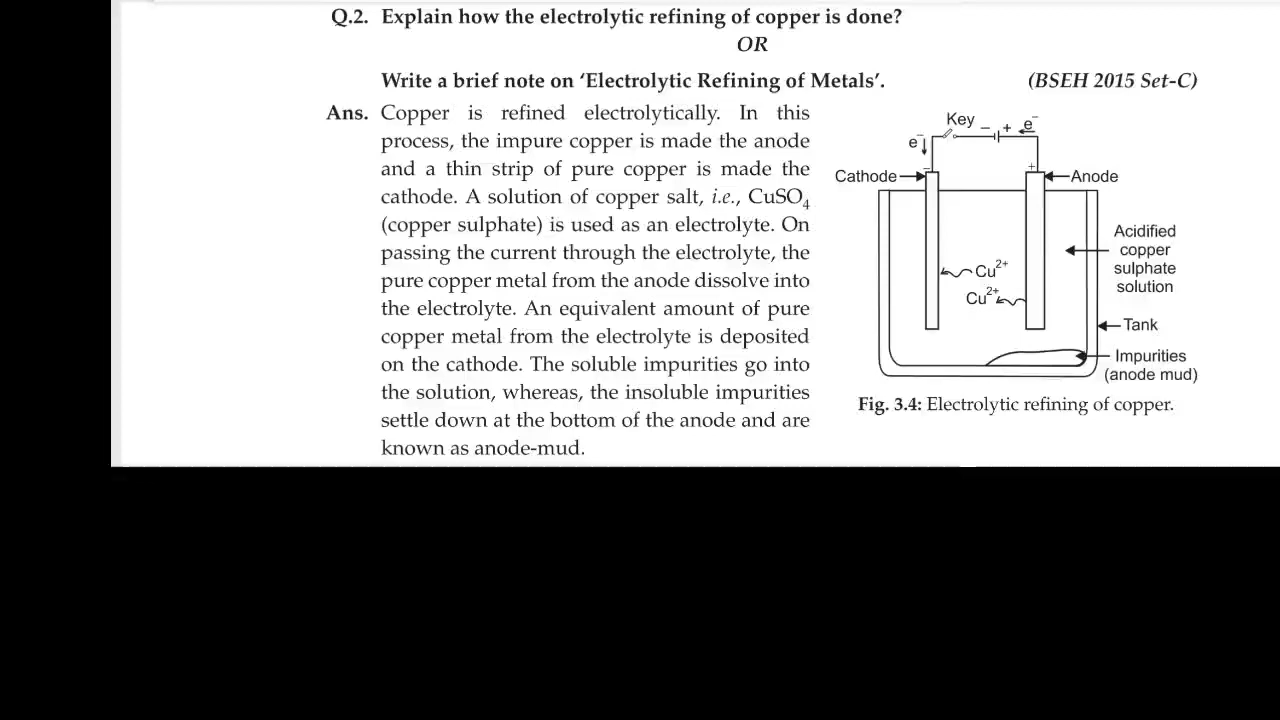 Q.2. Explain how the electrolytic refining of copper is done?
OR
Write a brief note on ‘Electrolytic Refining of Metals’. (BSEH 2015 Set-C)
Ans. Copper is refined electrolytically. In this
process, the impure copper is made the anode
and a thin strip of pure copper is made the
cathode. A solution of copper salt, i.e., CuSO₄
(copper sulphate) is used as an electrolyte. On
passing the current through the electrolyte, the
pure copper metal from the anode dissolve into
the electrolyte. An equivalent amount of pure
copper metal from the electrolyte is deposited
on the cathode. The soluble impurities go into
the solution, whereas, the insoluble impurities
settle down at the bottom of the anode and are
known as anode-mud.
Key
− +
e⁻
e⁻
− +
Cathode
Anode
Acidified
copper
sulphate
solution
Cu²⁺
Cu²⁺
Tank
Impurities
(anode mud)
Fig. 3.4: Electrolytic refining of copper.